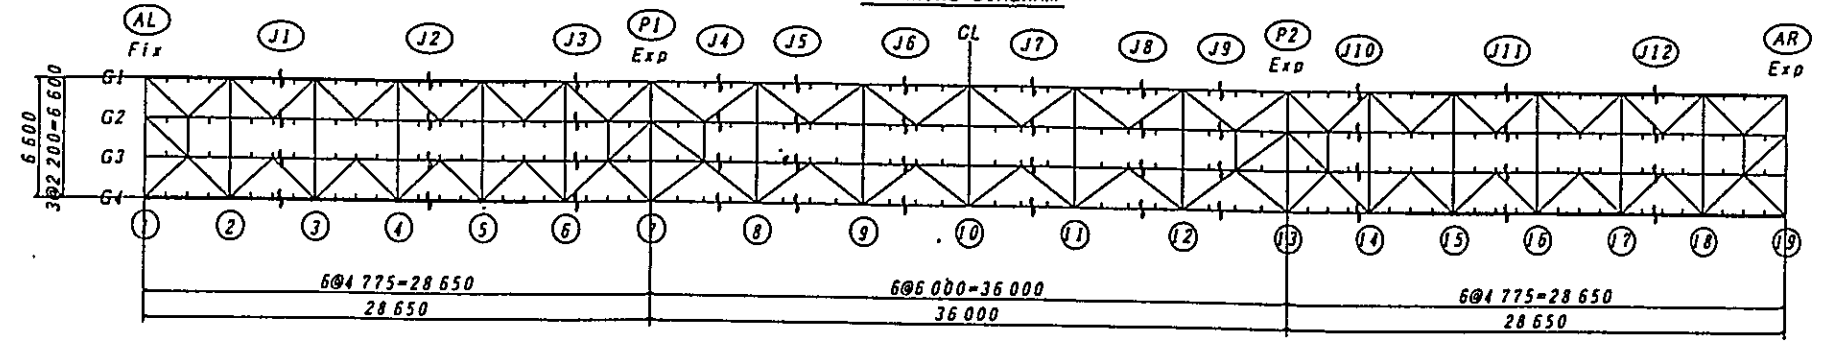 AL Fix J1 J2 J3 P1 Exp J4 J5 J6 CL J7 J8 J9 P2 Exp J10 J11 J12 AR Exp
G1
G2
G3
G4
6 600
3@2 200=6 600
1 2 3 4 5 6 7 8 9 10 11 12 13 14 15 16 17 18 19
6@4 775=28 650 6@6 000=36 000 6@4 775=28 650
28 650 36 000 28 650